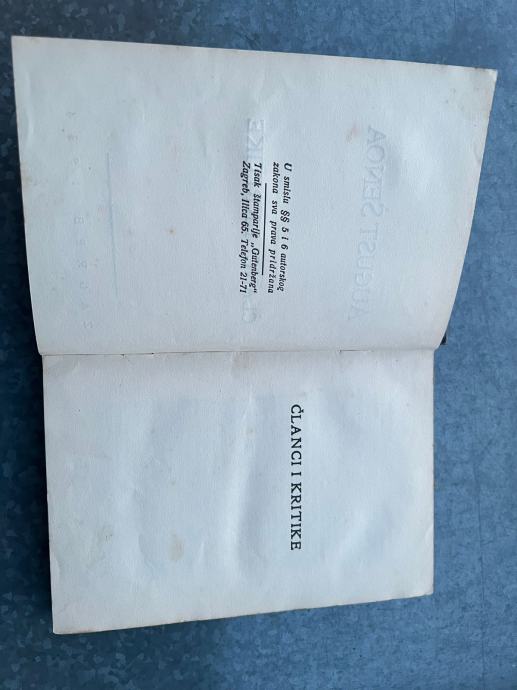 U smislu §§ 5 i 6 autorskog
zakona sva prava pridržana
Tisak štamparije „Gutenberg“
Zagreb, Ilica 65. Telefon 21-71
ČLANCI I KRITIKE